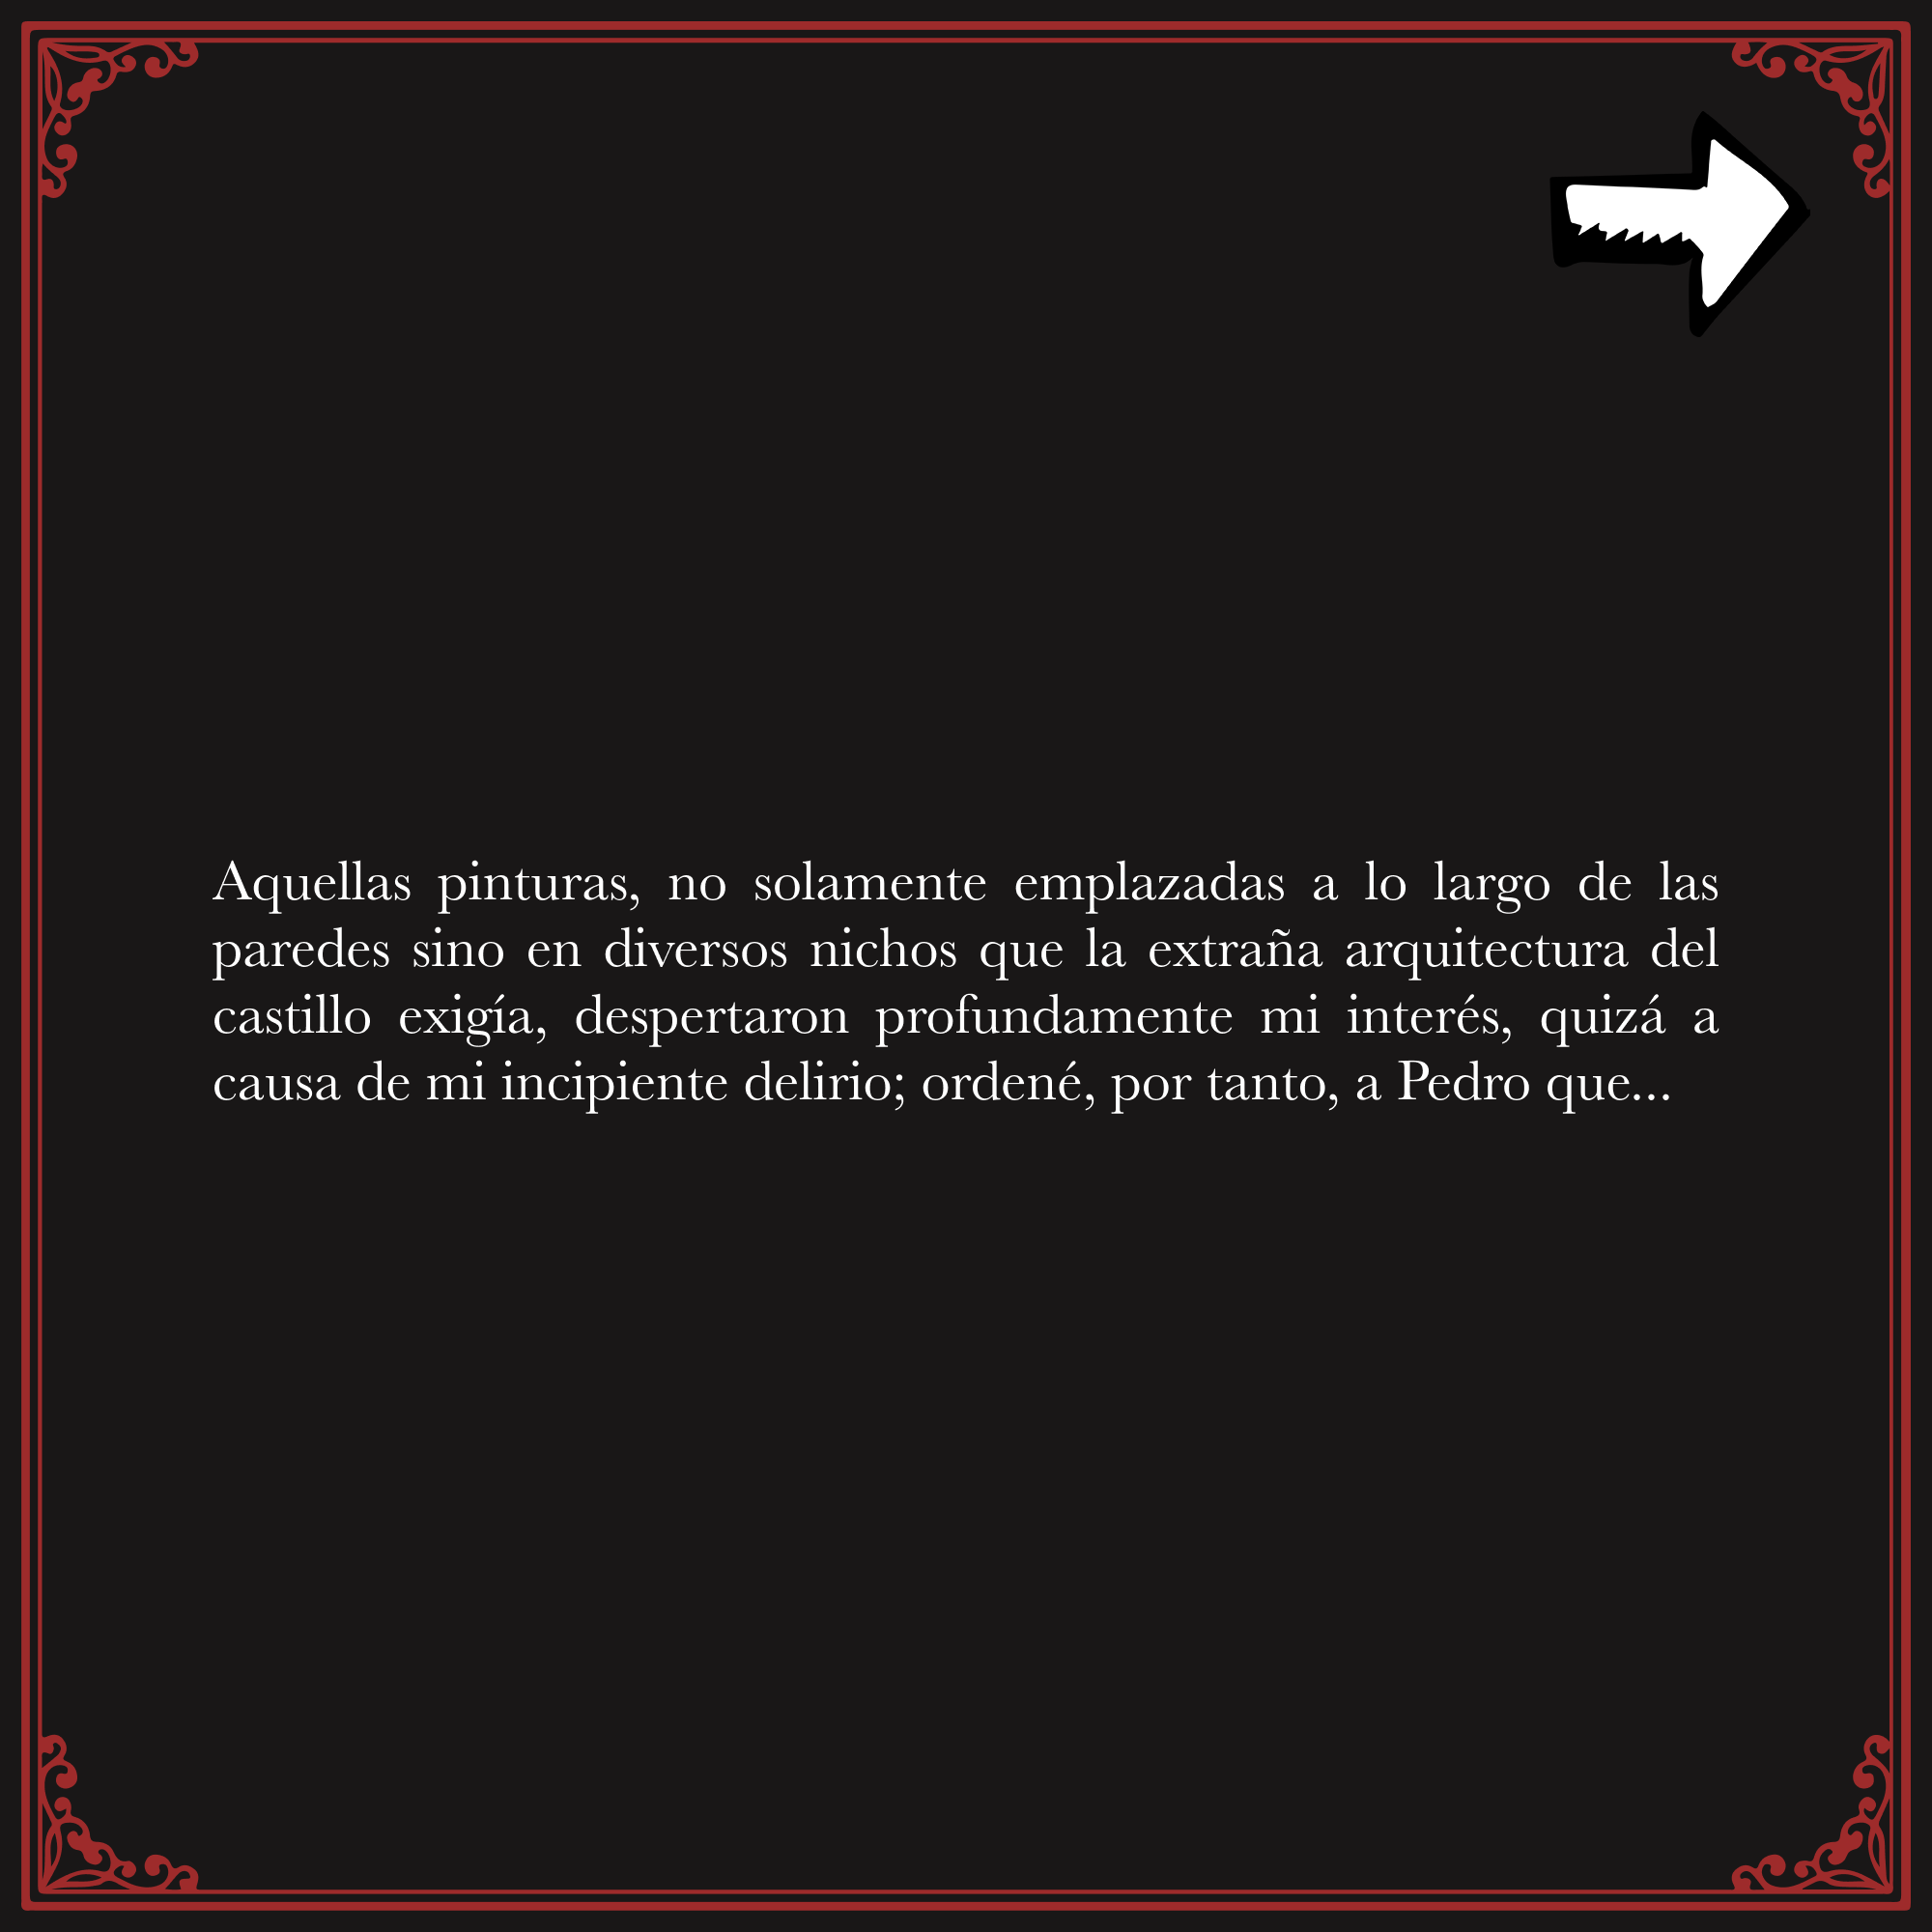 Aquellas pinturas, no solamente emplazadas a lo largo de las
paredes sino en diversos nichos que la extraña arquitectura del
castillo exigía, despertaron profundamente mi interés, quizá a
causa de mi incipiente delirio; ordené, por tanto, a Pedro que...